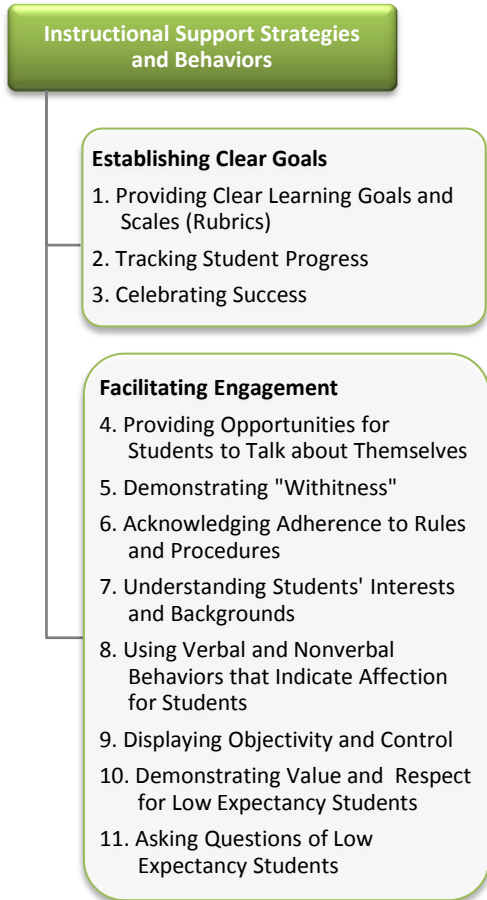 Instructional Support Strategies
and Behaviors
Establishing Clear Goals
1. Providing Clear Learning Goals and
Scales (Rubrics)
2. Tracking Student Progress
3. Celebrating Success
Facilitating Engagement
4. Providing Opportunities for
Students to Talk about Themselves
5. Demonstrating "Withitness"
6. Acknowledging Adherence to Rules
and Procedures
7. Understanding Students' Interests
and Backgrounds
8. Using Verbal and Nonverbal
Behaviors that Indicate Affection
for Students
9. Displaying Objectivity and Control
10. Demonstrating Value and  Respect
for Low Expectancy Students
11. Asking Questions of Low
Expectancy Students